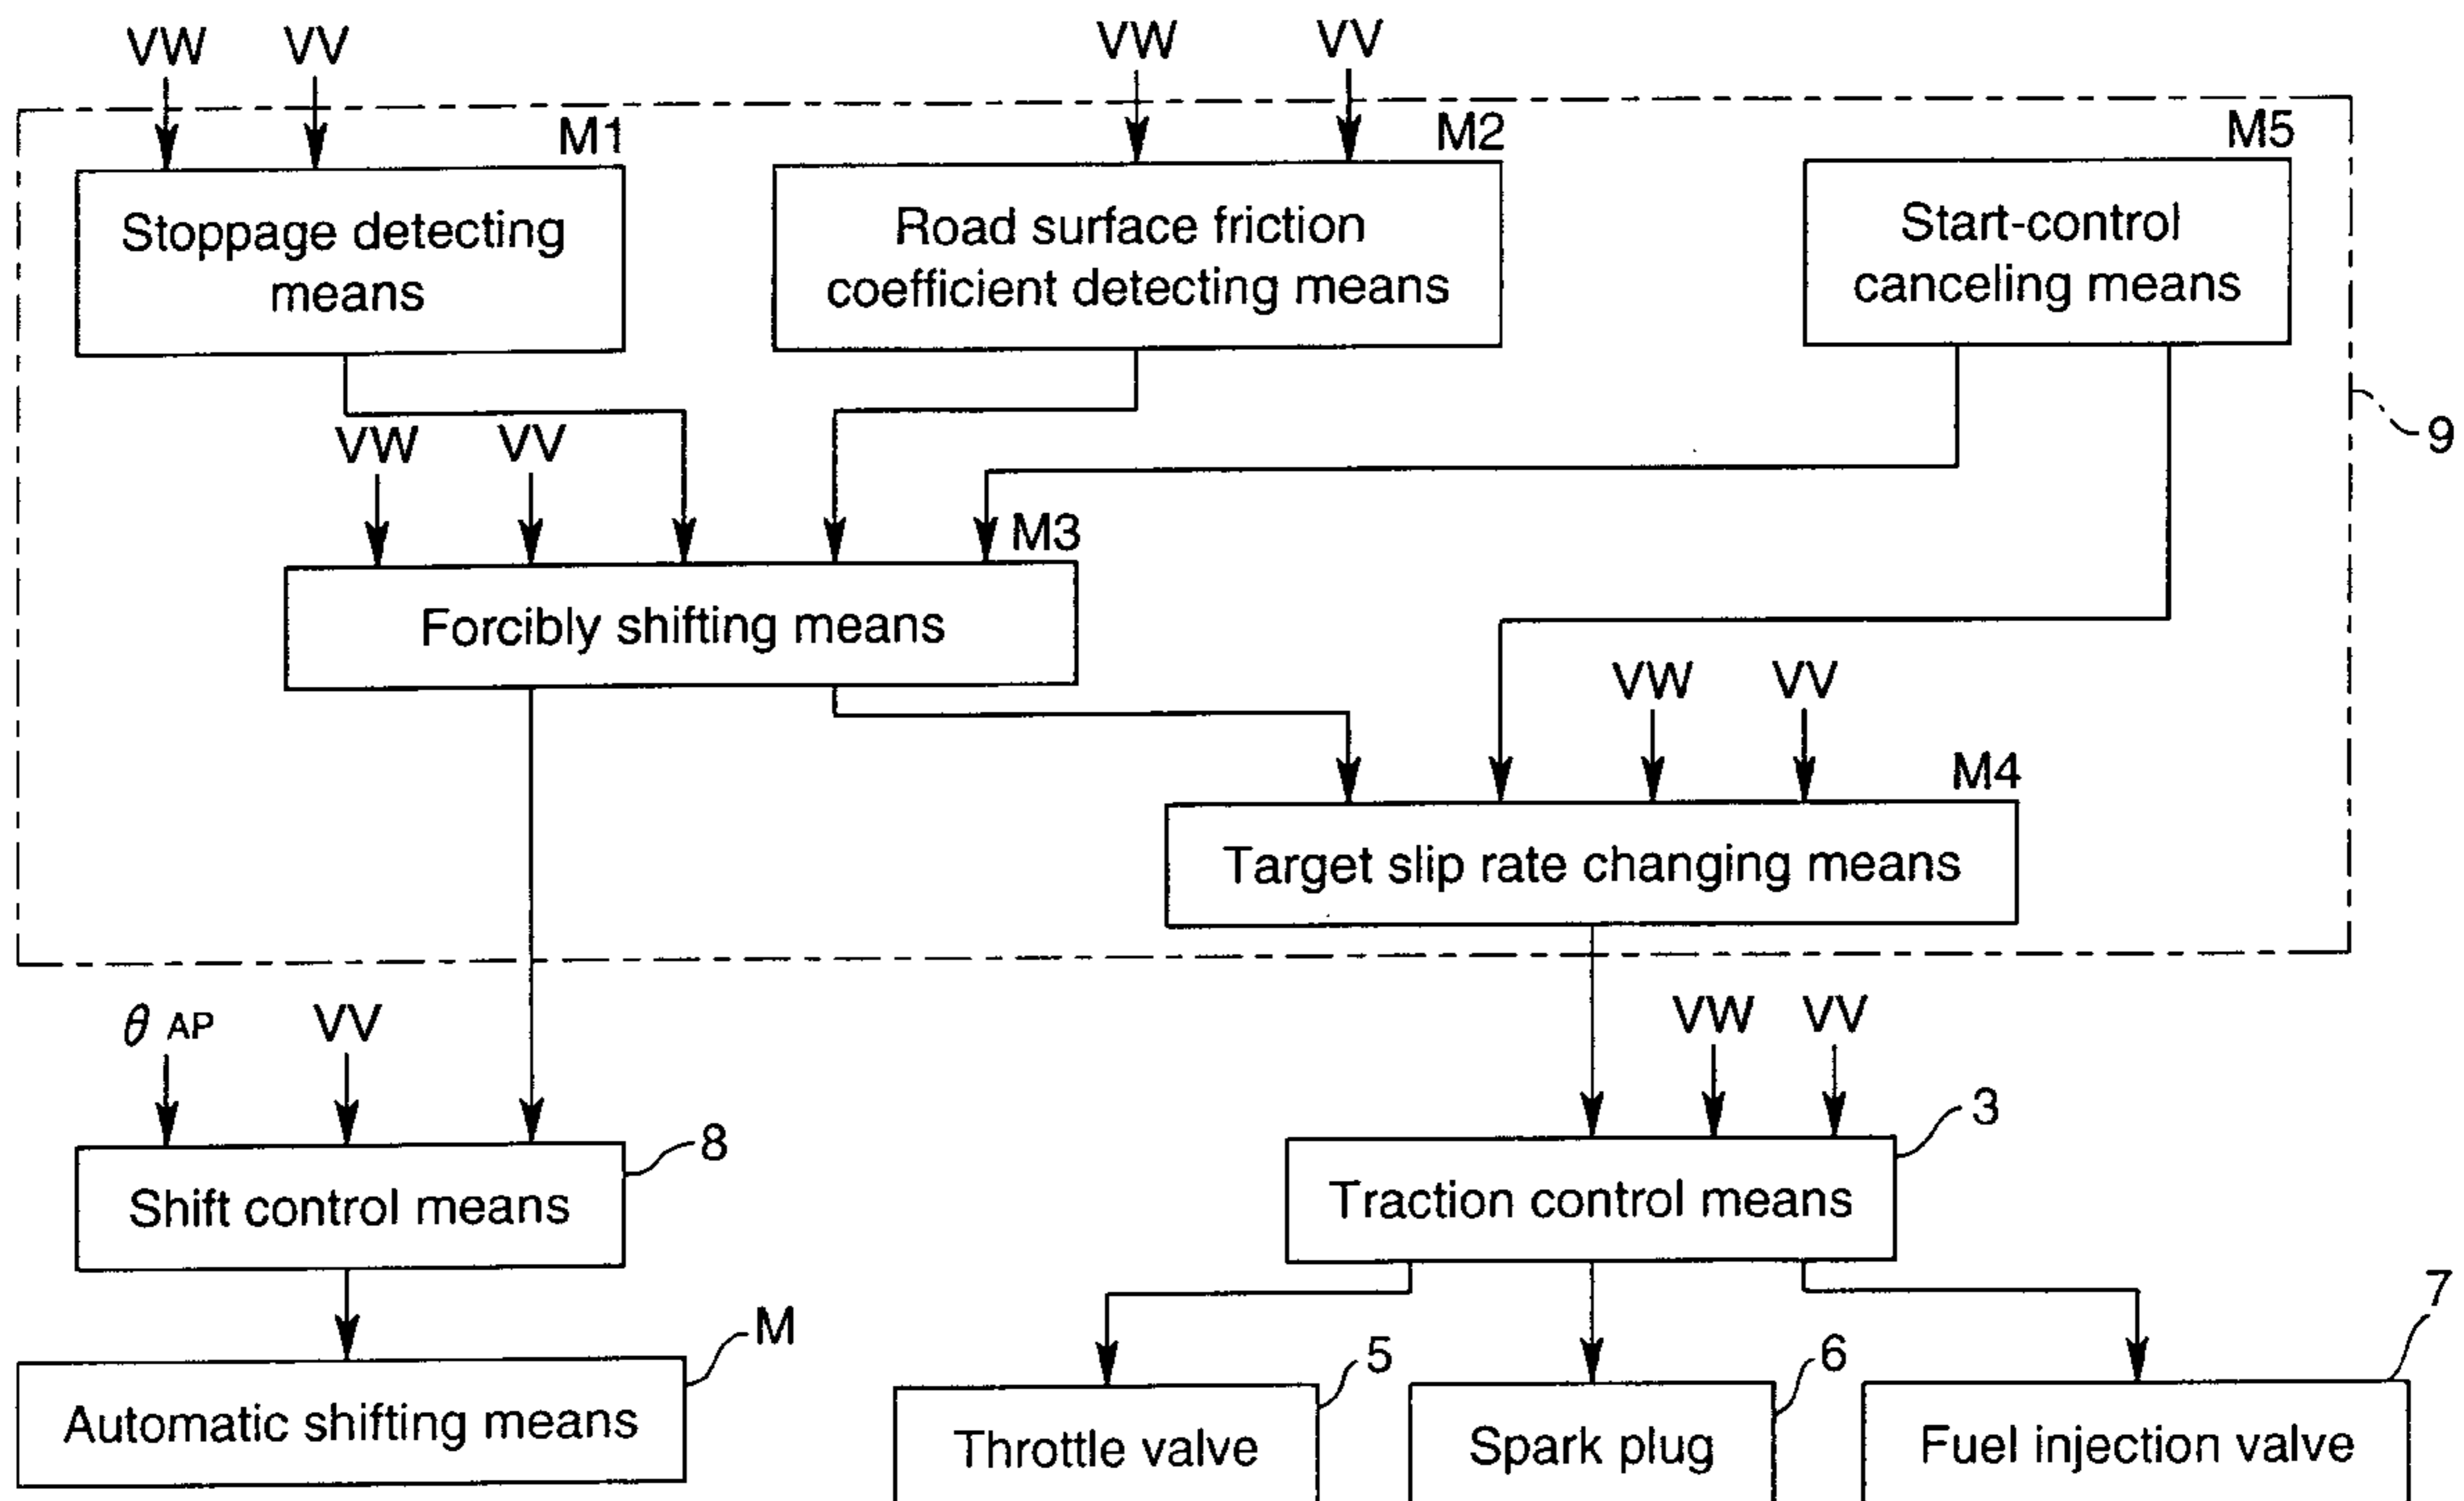 VW VV VW VV
M1 M2 M5
Stoppage detecting
means
Road surface friction
coefficient detecting means
Start-control
canceling means
9
VW VV
M3
Forcibly shifting means
VW VV
M4
Target slip rate changing means
θ AP VV
VW VV
8
Shift control means
3
Traction control means
M
Automatic shifting means
5
Throttle valve
6
Spark plug
7
Fuel injection valve